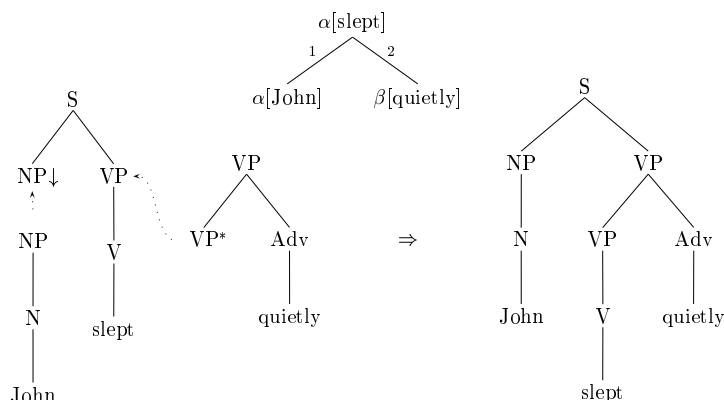 α[slept]
1 2
α[John] β[quietly]
S
NP↓ VP
NP
V
N
slept
John
VP
VP* Adv
quietly
⇒
S
NP VP
N VP Adv
John V quietly
slept